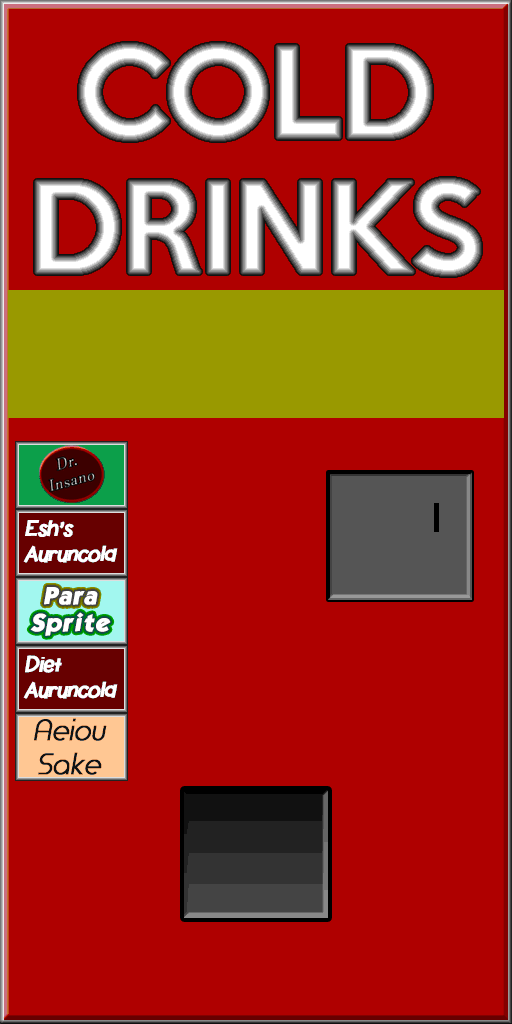 COLD
DRINKS
Dr.
Insano
Esh's
Auruncola
Para
Sprite
Diet
Auruncola
Aeiou
Sake